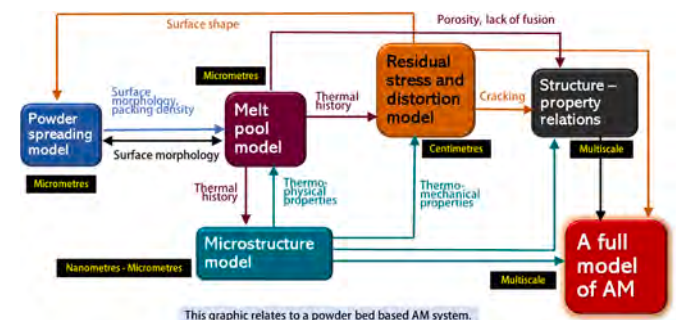 Surface shape
Porosity, lack of fusion
Micrometres
Surface
morphology,
packing density
Powder
spreading
model
Surface morphology
Micrometres
Melt
pool
model
Thermal
history
Residual
stress and
distortion
model
Centimetres
Cracking
Structure –
property
relations
Multiscale
Thermal
history
Thermo-
physical
properties
Thermo-
mechanical
properties
Microstructure
model
Nanometres - Micrometres
Multiscale
A full
model
of AM
This graphic relates to a powder bed based AM system.